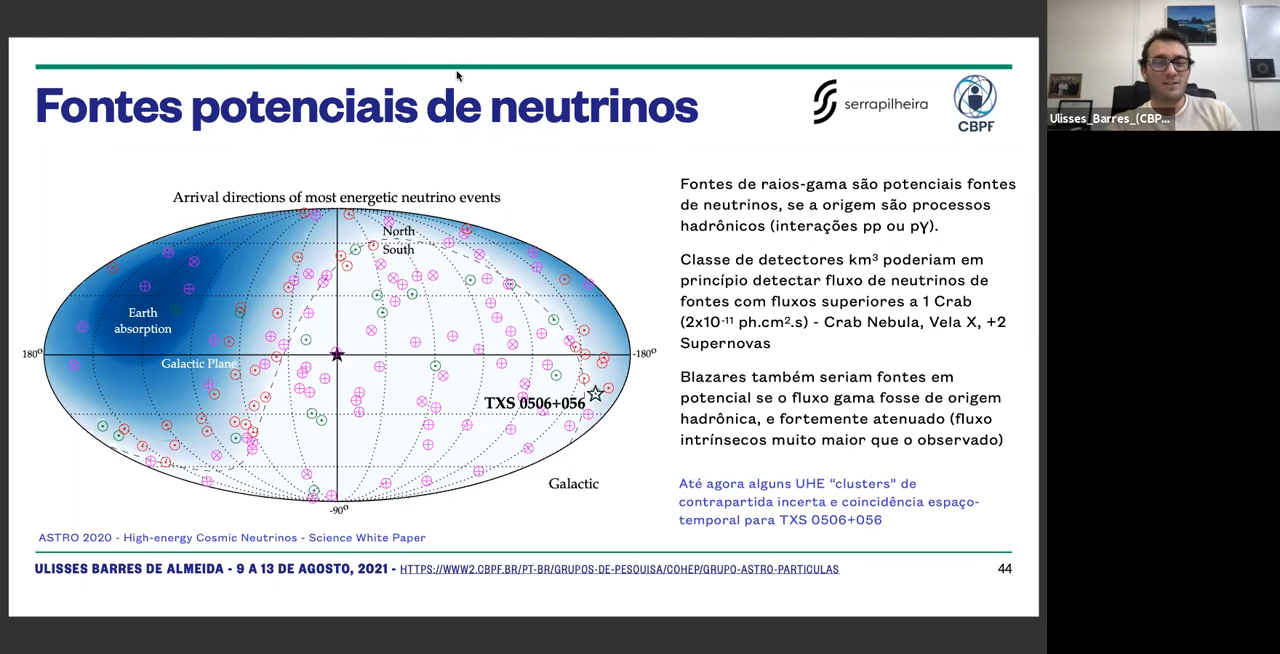 Fontes potenciais de neutrinos
serrapilheira
CBPF
Ulisses_Barres_(CBP...
Arrival directions of most energetic neutrino events
North
South
Earth
absorption
Galactic Plane
180º
-180º
TXS 0506+056
Galactic
-90º
Fontes de raios-gama são potenciais fontes
de neutrinos, se a origem são processos
hadrônicos (interações pp ou pγ).
Classe de detectores km³ poderiam em
princípio detectar fluxo de neutrinos de
fontes com fluxos superiores a 1 Crab
(2x10⁻¹¹ ph.cm².s) - Crab Nebula, Vela X, +2
Supernovas
Blazares também seriam fontes em
potencial se o fluxo gama fosse de origem
hadrônica, e fortemente atenuado (fluxo
intrínsecos muito maior que o observado)
Até agora alguns UHE “clusters” de
contrapartida incerta e coincidência espaço-
temporal para TXS 0506+056
ASTRO 2020 - High-energy Cosmic Neutrinos - Science White Paper
ULISSES BARRES DE ALMEIDA - 9 A 13 DE AGOSTO, 2021 - HTTPS://WWW2.CBPF.BR/PT-BR/GRUPOS-DE-PESQUISA/COHEP/GRUPO-ASTRO-PARTICULAS
44